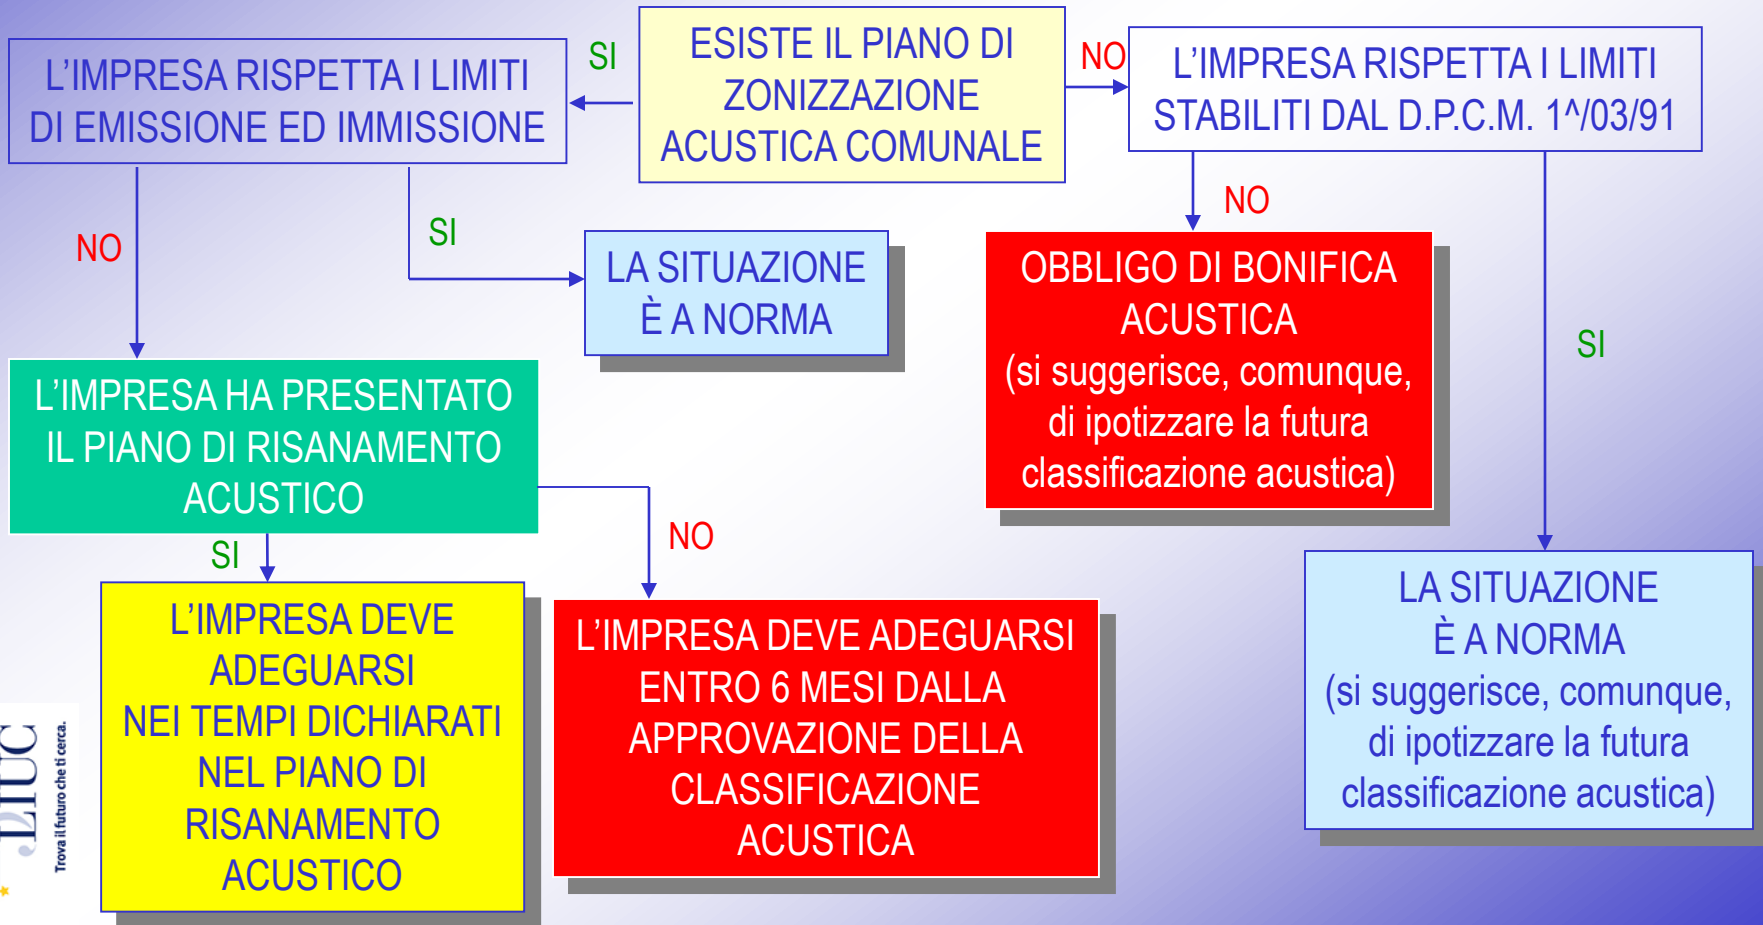 ESISTE IL PIANO DI
ZONIZZAZIONE
ACUSTICA COMUNALE
SI
NO
L’IMPRESA RISPETTA I LIMITI
DI EMISSIONE ED IMMISSIONE
L’IMPRESA RISPETTA I LIMITI
STABILITI DAL D.P.C.M. 1^/03/91
NO
SI
LA SITUAZIONE
È A NORMA
NO
OBBLIGO DI BONIFICA
ACUSTICA
(si suggerisce, comunque,
di ipotizzare la futura
classificazione acustica)
SI
L’IMPRESA HA PRESENTATO
IL PIANO DI RISANAMENTO
ACUSTICO
SI
NO
L’IMPRESA DEVE
ADEGUARSI
NEI TEMPI DICHIARATI
NEL PIANO DI
RISANAMENTO
ACUSTICO
L’IMPRESA DEVE ADEGUARSI
ENTRO 6 MESI DALLA
APPROVAZIONE DELLA
CLASSIFICAZIONE
ACUSTICA
LA SITUAZIONE
È A NORMA
(si suggerisce, comunque,
di ipotizzare la futura
classificazione acustica)
LIUC
Trova il futuro che ti cerca.